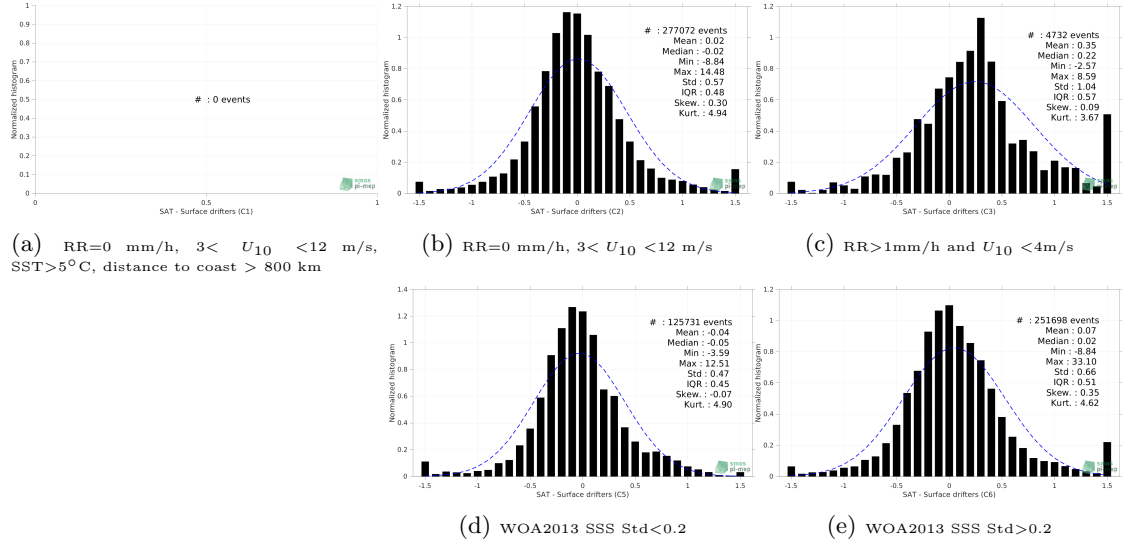 1
0.9
0.8
0.7
0.6
0.5
0.4
0.3
0.2
0.1
0
Normalized histogram
# : 0 events
smos
pi-mep
0 0.5 1
SAT - Surface drifters (C1)
(a) RR=0 mm/h, 3< U10 <12 m/s,
SST>5°C, distance to coast > 800 km
1.2
1
0.8
0.6
0.4
0.2
0
Normalized histogram
# : 277072 events
Mean : 0.02
Median : -0.02
Min : -8.84
Max : 14.48
Std : 0.57
IQR : 0.48
Skew. : 0.30
Kurt. : 4.94
smos
pi-mep
-1.5 -1 -0.5 0 0.5 1 1.5
SAT - Surface drifters (C2)
(b) RR=0 mm/h, 3< U10 <12 m/s
1.2
1
0.8
0.6
0.4
0.2
0
Normalized histogram
# : 4732 events
Mean : 0.35
Median : 0.22
Min : -2.57
Max : 8.59
Std : 1.04
IQR : 0.57
Skew. : 0.09
Kurt. : 3.67
smos
pi-mep
-1.5 -1 -0.5 0 0.5 1 1.5
SAT - Surface drifters (C3)
(c) RR>1mm/h and U10 <4m/s
1.4
1.2
1
0.8
0.6
0.4
0.2
0
Normalized histogram
# : 125731 events
Mean : -0.04
Median : -0.05
Min : -3.59
Max : 12.51
Std : 0.47
IQR : 0.45
Skew. : -0.07
Kurt. : 4.90
smos
pi-mep
-1.5 -1 -0.5 0 0.5 1 1.5
SAT - Surface drifters (C5)
(d) WOA2013 SSS Std<0.2
1.2
1
0.8
0.6
0.4
0.2
0
Normalized histogram
# : 251698 events
Mean : 0.07
Median : 0.02
Min : -8.84
Max : 33.10
Std : 0.66
IQR : 0.51
Skew. : 0.35
Kurt. : 4.62
smos
pi-mep
-1.5 -1 -0.5 0 0.5 1 1.5
SAT - Surface drifters (C6)
(e) WOA2013 SSS Std>0.2